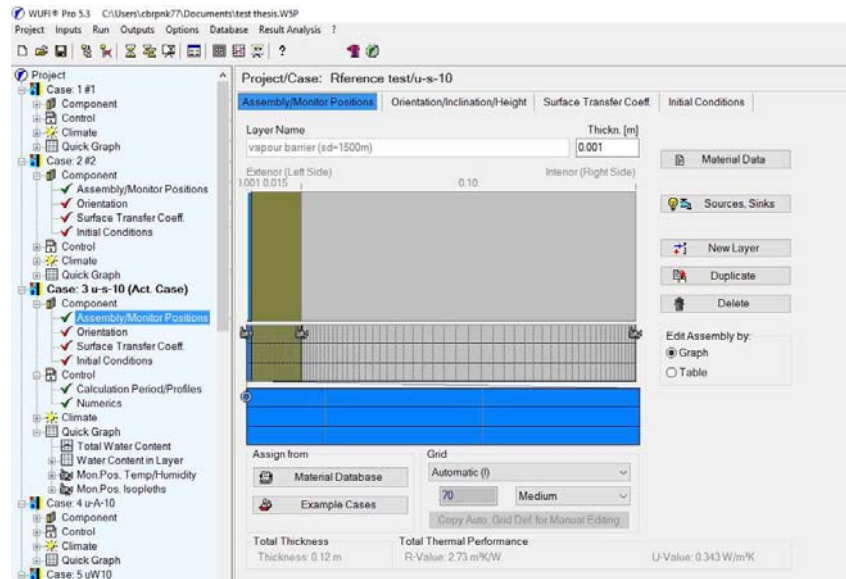 WUFI® Pro 5.3 C:\Users\cbrpnk77\Documents\test thesis.W5P
Project Inputs Run Outputs Options Database Result Analysis ?
Project
Case: 1 #1
Component
Control
Climate
Quick Graph
Case: 2 #2
Component
Assembly/Monitor Positions
Orientation
Surface Transfer Coeff.
Initial Conditions
Control
Climate
Quick Graph
Case: 3 u-s-10 (Act. Case)
Component
Assembly/Monitor Positions
Orientation
Surface Transfer Coeff.
Initial Conditions
Control
Calculation Period/Profiles
Numerics
Climate
Quick Graph
Total Water Content
Water Content in Layer
Mon.Pos. Temp/Humidity
Mon.Pos. Isopleths
Case: 4 u-A-10
Component
Control
Climate
Quick Graph
Case: 5 uW10
Project/Case: Rference test/u-s-10
Assembly/Monitor Positions Orientation/Inclination/Height Surface Transfer Coeff. Initial Conditions
Layer Name Thickn. [m]
vapour barrier (sd=1500m) 0.001
Exterior (Left Side) Interior (Right Side)
0.015 0.10
Material Data
Sources, Sinks
New Layer
Duplicate
Delete
Edit Assembly by:
Graph
Table
Assign from
Material Database
Example Cases
Grid
Automatic (I)
70 Medium
Copy Auto. Grid Def. for Manual Editing
Total Thickness
Thickness: 0.12 m
Total Thermal Performance
R-Value: 2.73 m²K/W U-Value: 0.343 W/m²K